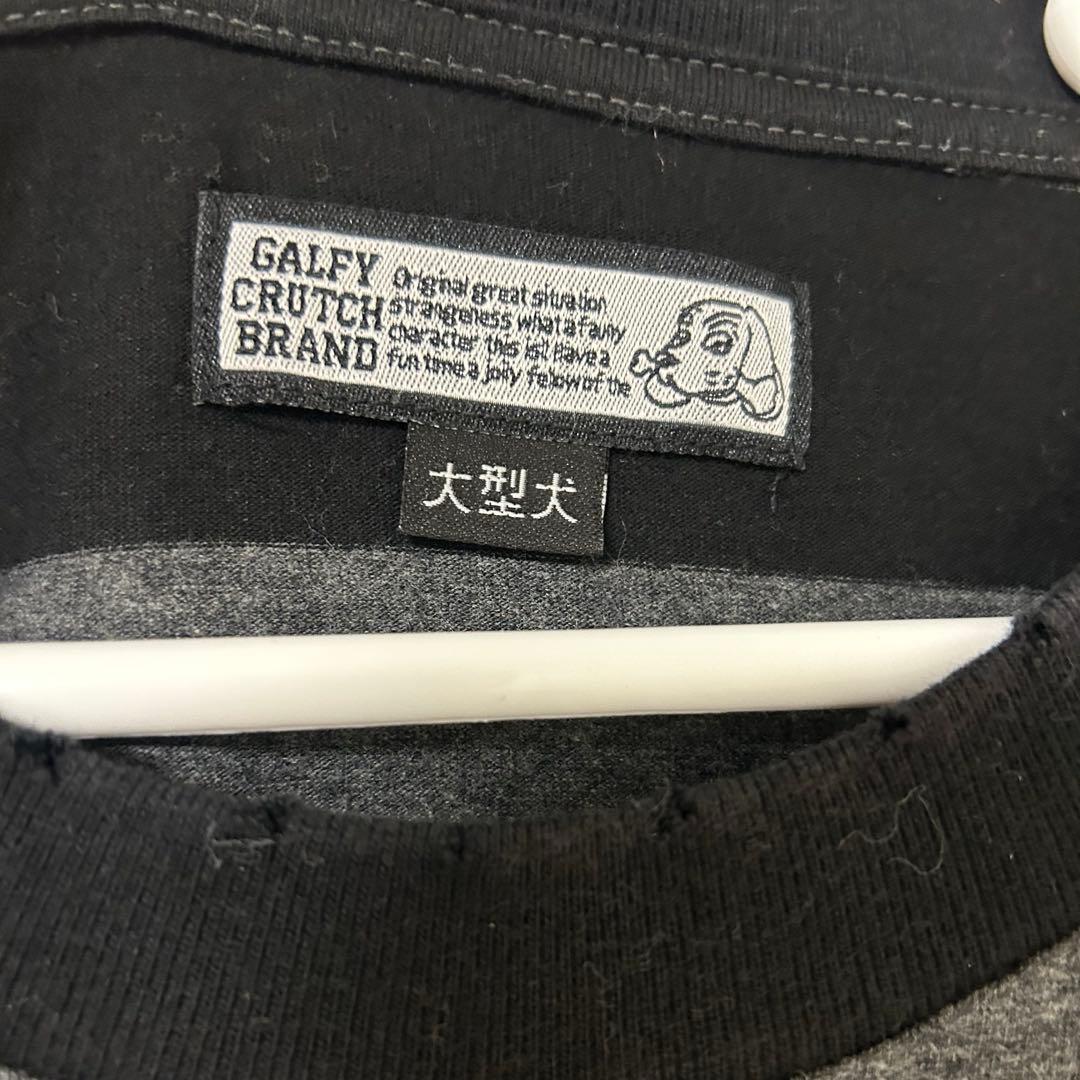 GALFY
CRUTCH
BRAND
Original great situation,
strangeness what a fairy
character this is!. Have a
fun time a jolly fellow of the
大型犬